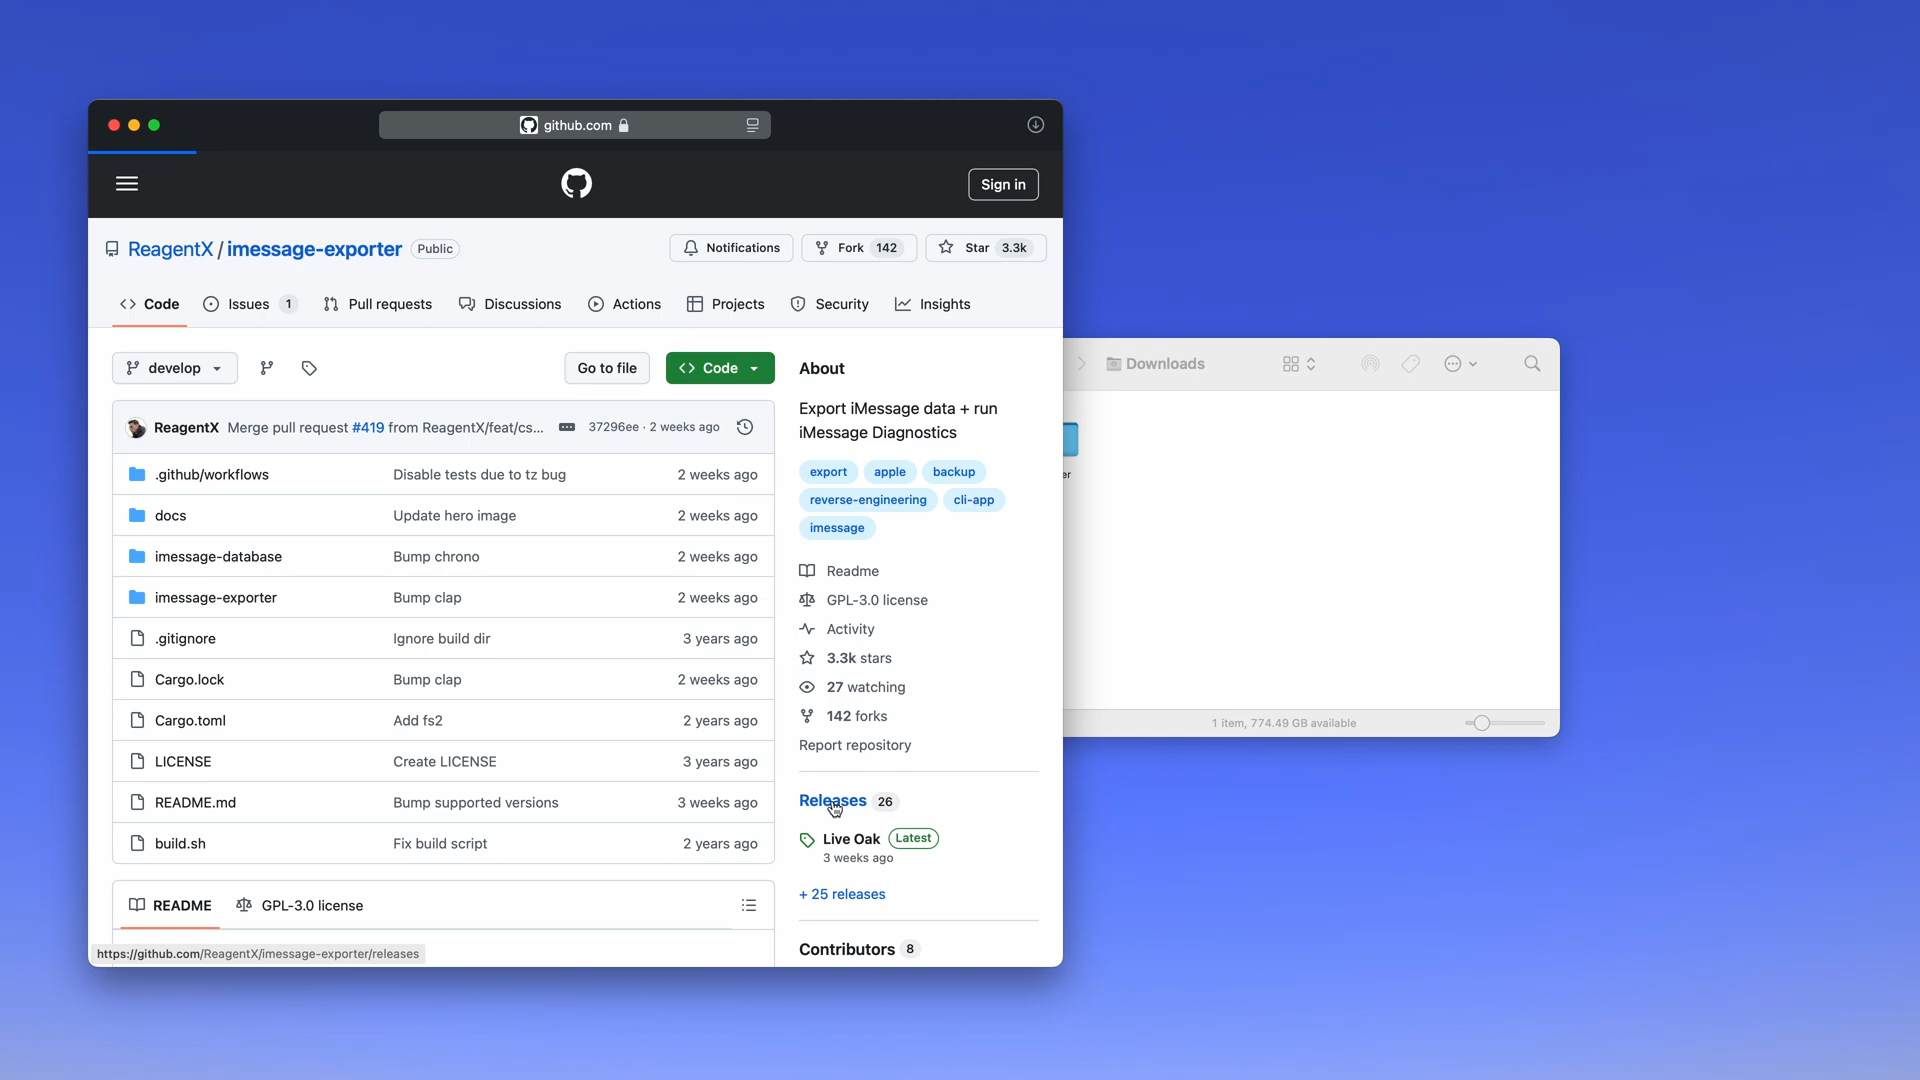 github.com
Sign in
ReagentX / imessage-exporter Public
Notifications Fork 142 Star 3.3k
Code Issues 1 Pull requests Discussions Actions Projects Security Insights
develop Go to file Code
ReagentX Merge pull request #419 from ReagentX/feat/cs... 37296ee · 2 weeks ago
.github/workflows Disable tests due to tz bug 2 weeks ago
docs Update hero image 2 weeks ago
imessage-database Bump chrono 2 weeks ago
imessage-exporter Bump clap 2 weeks ago
.gitignore Ignore build dir 3 years ago
Cargo.lock Bump clap 2 weeks ago
Cargo.toml Add fs2 2 years ago
LICENSE Create LICENSE 3 years ago
README.md Bump supported versions 3 weeks ago
build.sh Fix build script 2 years ago
README GPL-3.0 license
https://github.com/ReagentX/imessage-exporter/releases
About
Export iMessage data + run
iMessage Diagnostics
export apple backup
reverse-engineering cli-app
imessage
Readme
GPL-3.0 license
Activity
3.3k stars
27 watching
142 forks
Report repository
Releases 26
Live Oak Latest
3 weeks ago
+ 25 releases
Contributors 8
Downloads
er
1 item, 774.49 GB available